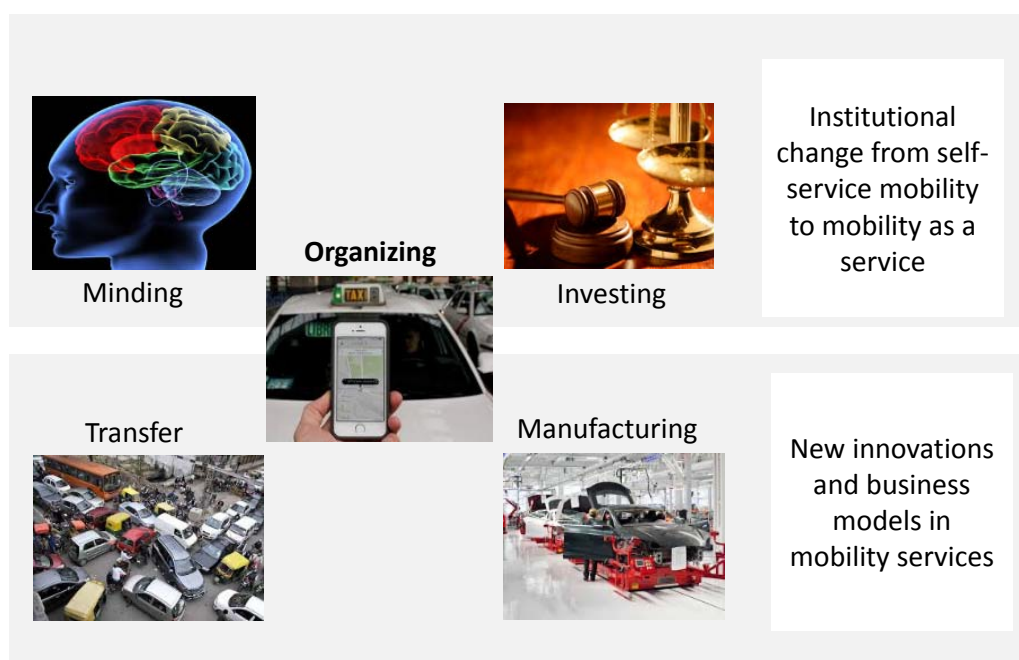 Organizing
Minding
Investing
Institutional
change from self-
service mobility
to mobility as a
service
TAXI
Transfer
Manufacturing
New innovations
and business
models in
mobility services